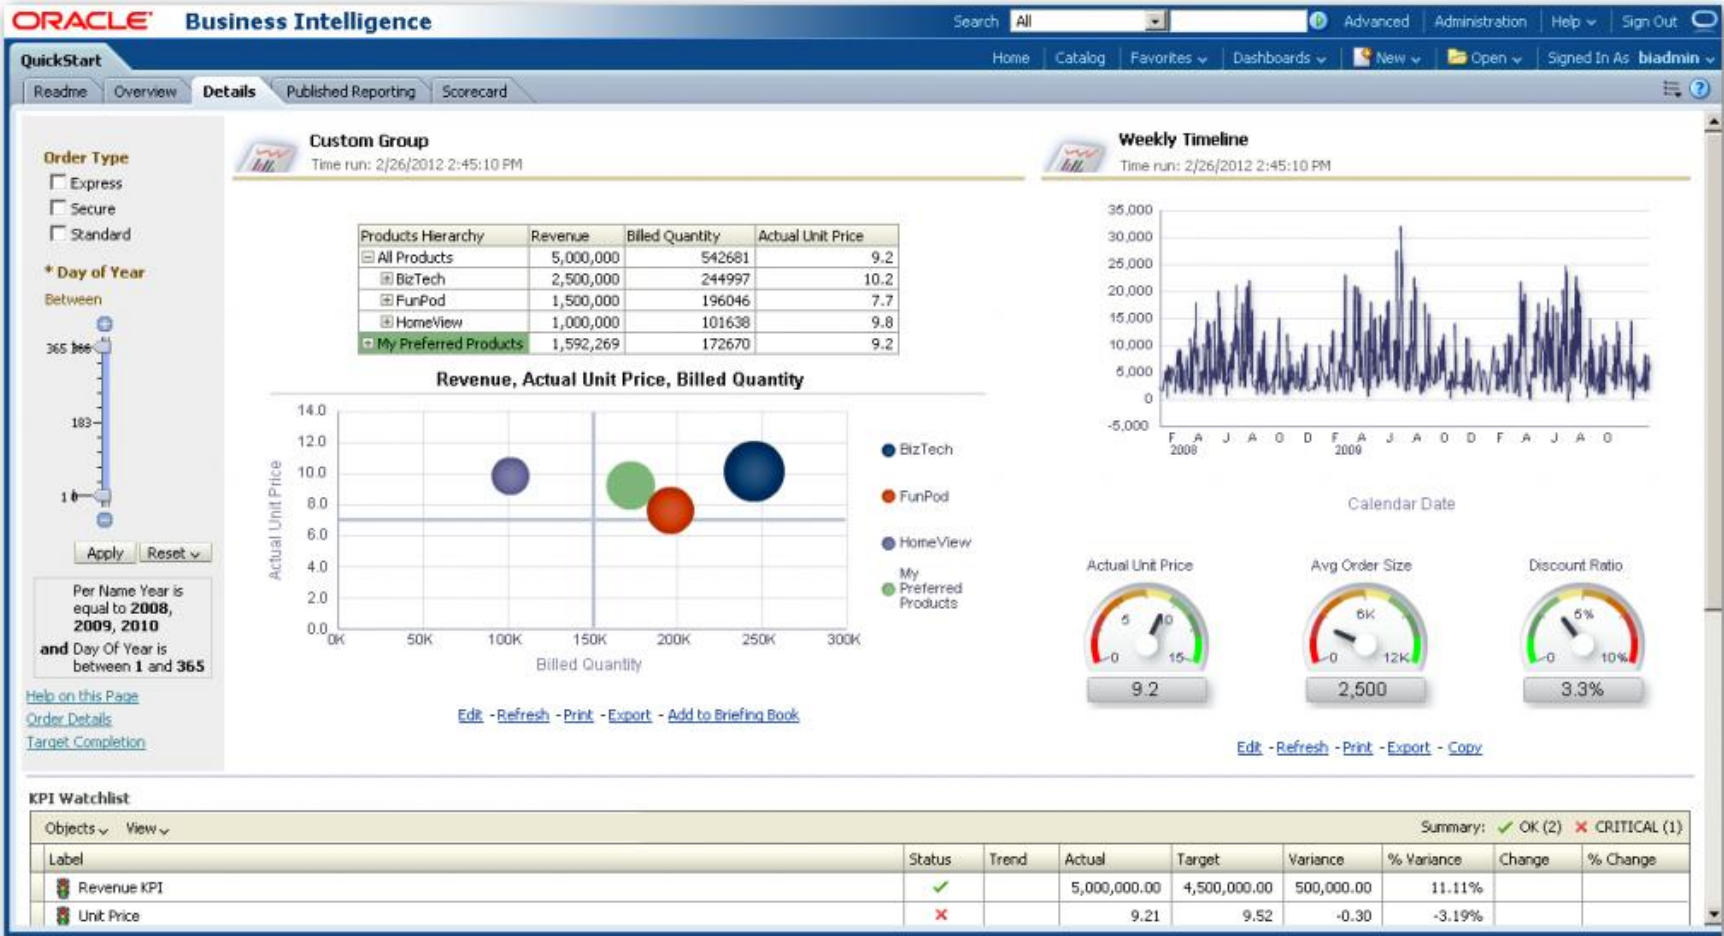 ORACLE Business Intelligence
Search All Advanced Administration Help Sign Out
QuickStart
Home Catalog Favorites Dashboards New Open Signed In As biadmin
Readme Overview Details Published Reporting Scorecard
Order Type
Express
Secure
Standard
* Day of Year
Between
365
183
1
Apply Reset
Per Name Year is
equal to 2008,
2009, 2010
and Day Of Year is
between 1 and 365
Help on this Page
Order Details
Target Completion
Custom Group
Time run: 2/26/2012 2:45:10 PM
Products Hierarchy Revenue Billed Quantity Actual Unit Price
All Products 5,000,000 542681 9.2
BizTech 2,500,000 244997 10.2
FunPod 1,500,000 196046 7.7
HomeView 1,000,000 101638 9.8
My Preferred Products 1,592,269 172670 9.2
Revenue, Actual Unit Price, Billed Quantity
Actual Unit Price
14.0
12.0
10.0
8.0
6.0
4.0
2.0
0.0
0K 50K 100K 150K 200K 250K 300K
Billed Quantity
BizTech
FunPod
HomeView
My
Preferred
Products
Edit - Refresh - Print - Export - Add to Briefing Book
Weekly Timeline
Time run: 2/26/2012 2:45:10 PM
35,000
30,000
25,000
20,000
15,000
10,000
5,000
0
-5,000
F A J A O D F A J A O D F A J A O
2008 2009
Calendar Date
Actual Unit Price Avg Order Size Discount Ratio
5 10 6K 5%
0 15 0 12K 0 10%
9.2 2,500 3.3%
Edit - Refresh - Print - Export - Copy
KPI Watchlist
Objects View Summary: OK (2) CRITICAL (1)
Label Status Trend Actual Target Variance % Variance Change % Change
Revenue KPI 5,000,000.00 4,500,000.00 500,000.00 11.11%
Unit Price 9.21 9.52 -0.30 -3.19%